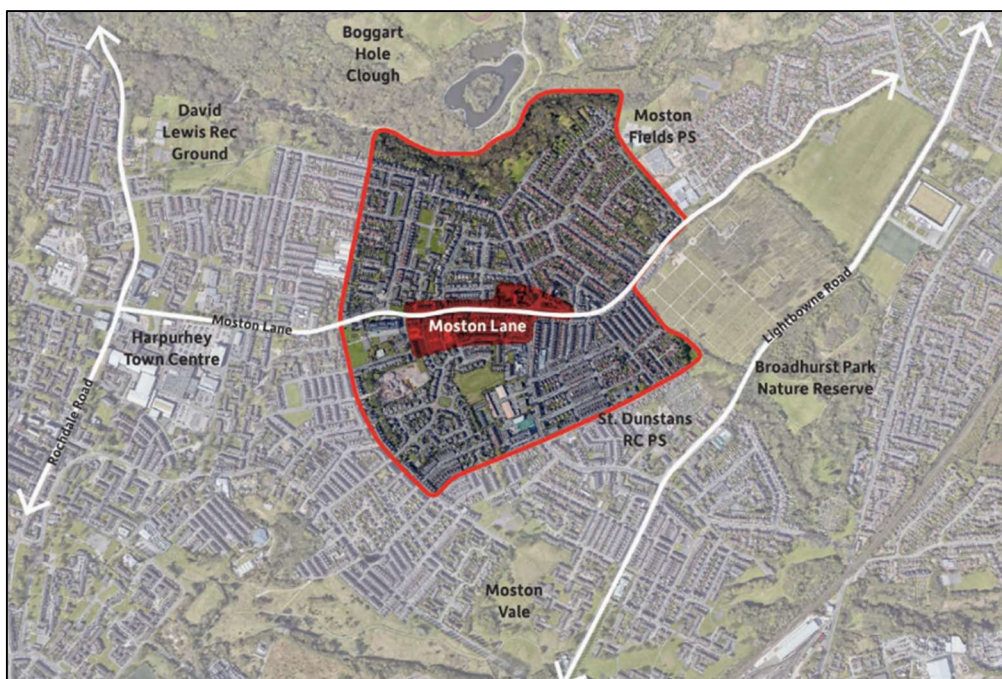 Boggart
Hole
Clough
David
Lewis Rec
Ground
Moston
Fields PS
Moston Lane
Moston Lane
Harpurhey
Town Centre
Rochdale Road
Lightbowne Road
Broadhurst Park
Nature Reserve
St. Dunstans
RC PS
Moston
Vale